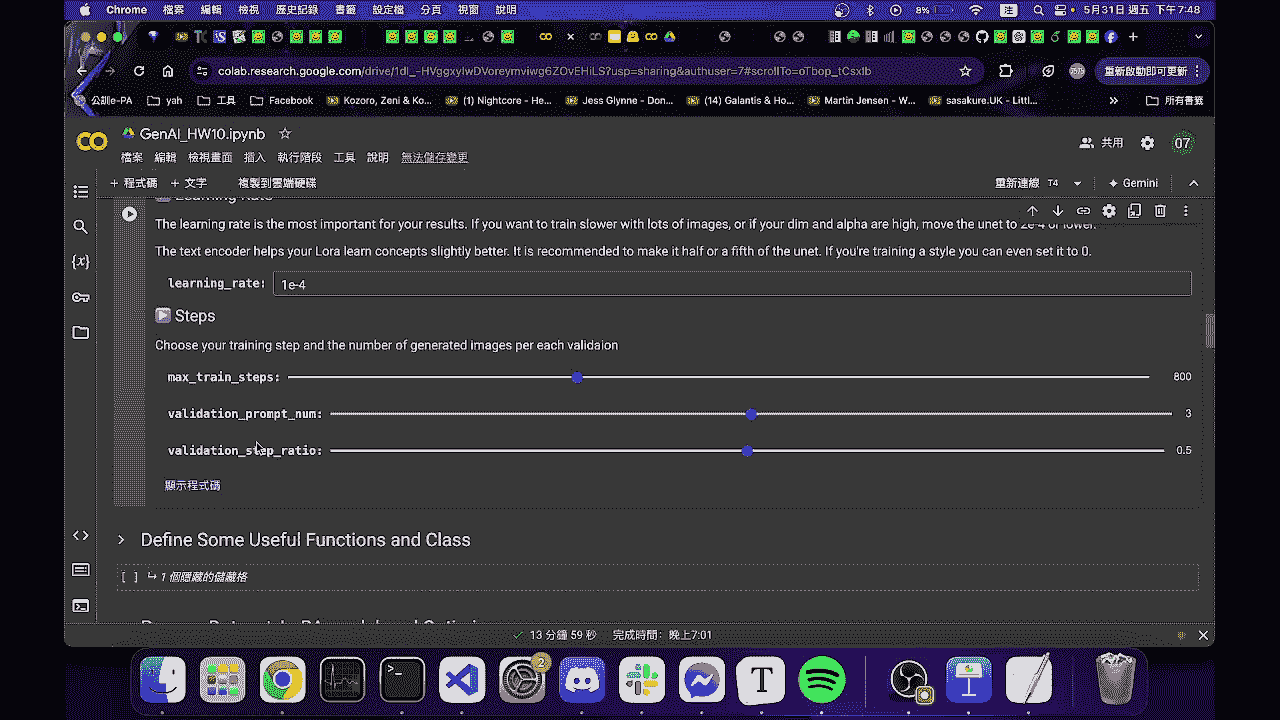 Chrome 檔案 編輯 檢視 歷史記錄 書籤 設定檔 分頁 視窗 說明 8% 注 5月31日 週五 下午7:48
colab.research.google.com/drive/1dl_-HVggxylwDVoreymviwg6ZOvEHiLS?usp=sharing&authuser=7#scrollTo=oTbop_tCsxlb 重新啟動即可更新
公訓e-PA yah 工具 Facebook Kozoro, Zeni & Ko... (1) Nightcore - He... Jess Glynne - Don... (14) Galantis & Ho... Martin Jensen - W... sasakure.UK - Littl... » 所有書籤
GenAI_HW10.ipynb
共用 07
檔案 編輯 檢視畫面 插入 執行階段 工具 說明 無法儲存變更
+ 程式碼 + 文字 複製到雲端硬碟 重新連線 T4 Gemini
Learning Rate
The learning rate is the most important for your results. If you want to train slower with lots of images, or if your dim and alpha are high, move the unet to 2e-4 or lower.
The text encoder helps your Lora learn concepts slightly better. It is recommended to make it half or a fifth of the unet. If you're training a style you can even set it to 0.
learning_rate: 1e-4
Steps
Choose your training step and the number of generated images per each validaion
max_train_steps: 800
validation_prompt_num: 3
validation_step_ratio: 0.5
顯示程式碼
Define Some Useful Functions and Class
[ ] ↳ 1 個隱藏的儲藏格
✓ 13 分鐘 59 秒 完成時間：晚上7:01
2
T